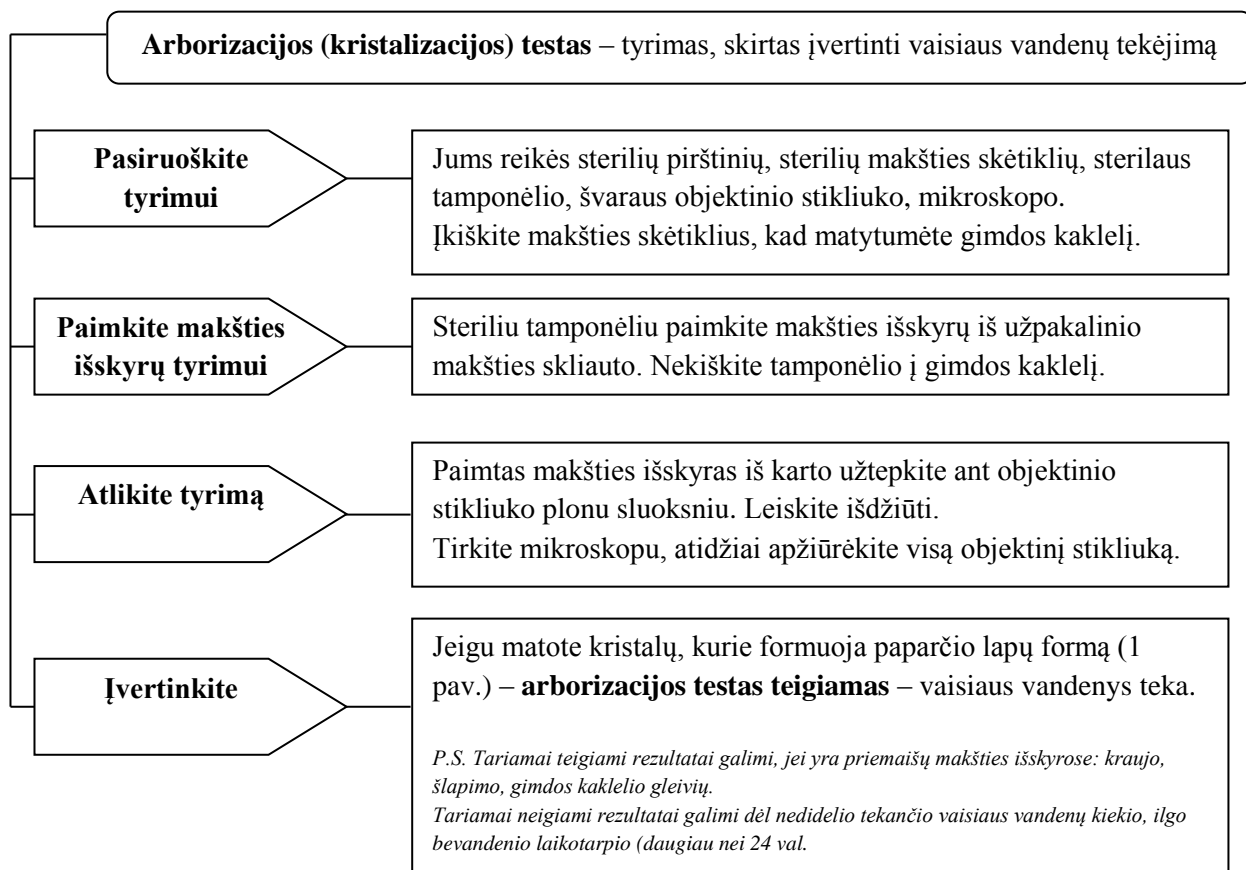 Arborizacijos (kristalizacijos) testas – tyrimas, skirtas įvertinti vaisiaus vandenų tekėjimą
Pasiruoškite
tyrimui
Jums reikės sterilių pirštinių, sterilių makšties skėtiklių, sterilaus
tamponėlio, švaraus objektinio stikliuko, mikroskopo.
Įkiškite makšties skėtiklius, kad matytumėte gimdos kaklelį.
Paimkite makšties
išskyrų tyrimui
Steriliu tamponėliu paimkite makšties išskyrų iš užpakalinio
makšties skliauto. Nekiškite tamponėlio į gimdos kaklelį.
Atlikite tyrimą
Paimtas makšties išskyras iš karto užtepkite ant objektinio
stikliuko plonu sluoksniu. Leiskite išdžiūti.
Tirkite mikroskopu, atidžiai apžiūrėkite visą objektinį stikliuką.
Įvertinkite
Jeigu matote kristalų, kurie formuoja paparčio lapų formą (1
pav.) – arborizacijos testas teigiamas – vaisiaus vandenys teka.
P.S. Tariamai teigiami rezultatai galimi, jei yra priemaišų makšties išskyrose: kraujo,
šlapimo, gimdos kaklelio gleivių.
Tariamai neigiami rezultatai galimi dėl nedidelio tekančio vaisiaus vandenų kiekio, ilgo
bevandenio laikotarpio (daugiau nei 24 val.